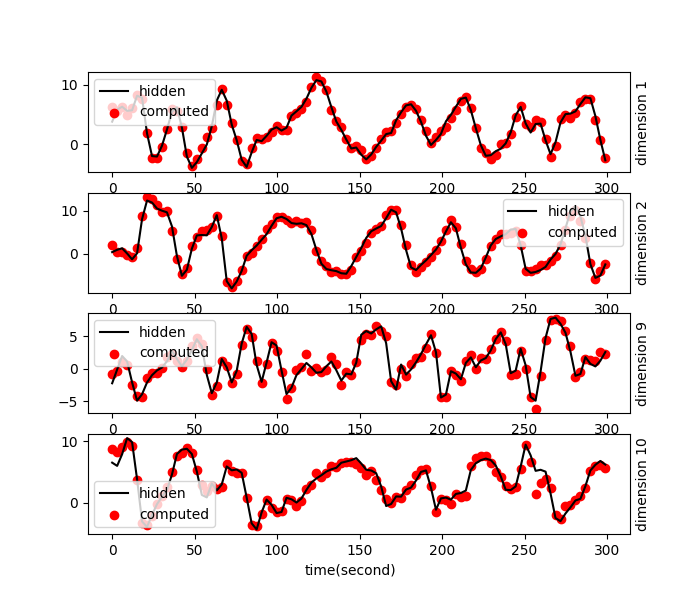 10
0
hidden
computed
dimension 1
0 50 100 150 200 250 300
10
0
hidden
computed
dimension 2
0 50 100 150 200 250 300
5
0
−5
hidden
computed
dimension 9
0 50 100 150 200 250 300
10
0
hidden
computed
dimension 10
0 50 100 150 200 250 300
time(second)